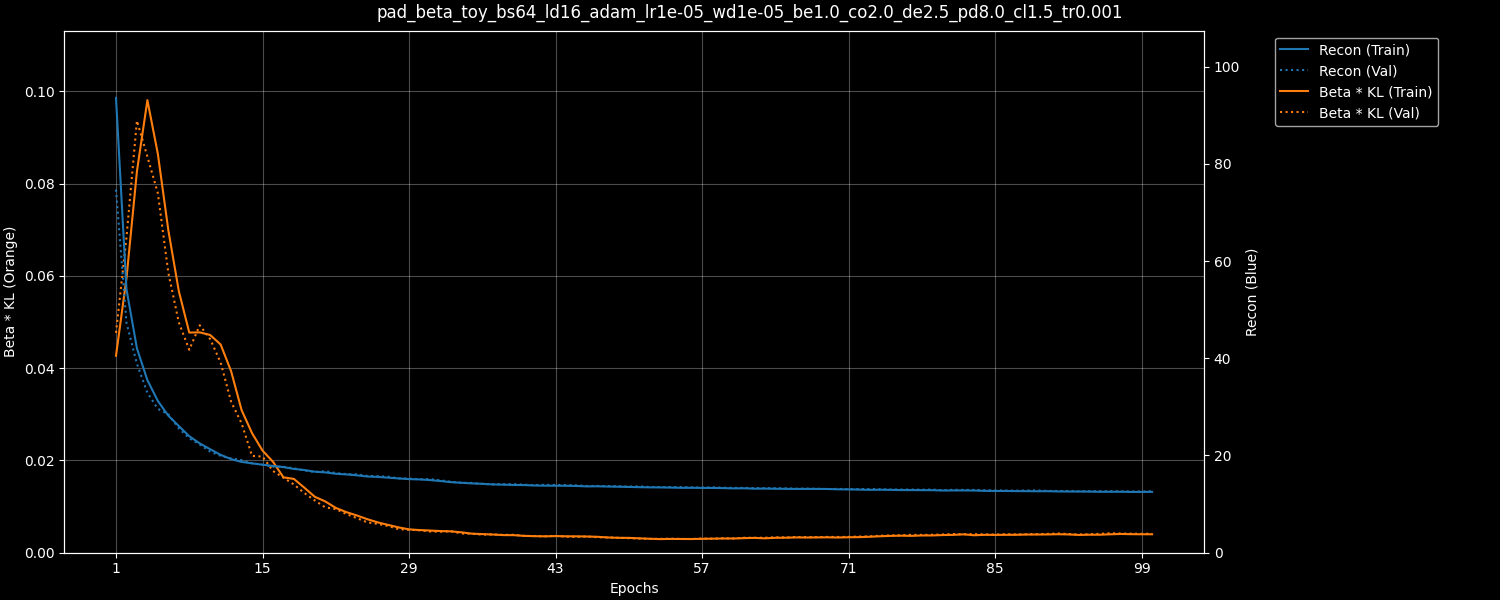 pad_beta_toy_bs64_ld16_adam_lr1e-05_wd1e-05_be1.0_co2.0_de2.5_pd8.0_cl1.5_tr0.001
Beta * KL (Orange)
0.10
0.08
0.06
0.04
0.02
0.00
1 15 29 43 57 71 85 99
Epochs
100
80
60
40
20
0
Recon (Blue)
Recon (Train)
Recon (Val)
Beta * KL (Train)
Beta * KL (Val)